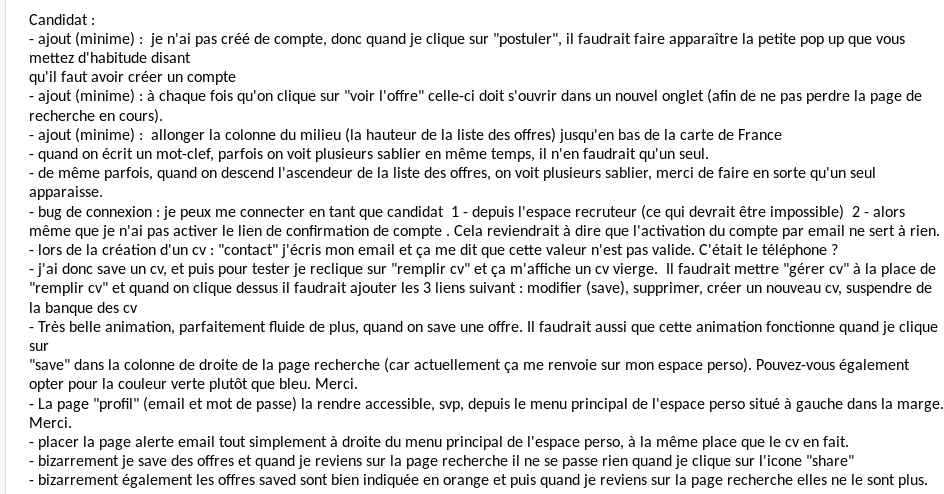 Candidat :
- ajout (minime) :  je n'ai pas créé de compte, donc quand je clique sur "postuler", il faudrait faire apparaître la petite pop up que vous
mettez d'habitude disant
qu'il faut avoir créer un compte
- ajout (minime) : à chaque fois qu'on clique sur "voir l'offre" celle-ci doit s'ouvrir dans un nouvel onglet (afin de ne pas perdre la page de
recherche en cours).
- ajout (minime) :  allonger la colonne du milieu (la hauteur de la liste des offres) jusqu'en bas de la carte de France
- quand on écrit un mot-clef, parfois on voit plusieurs sablier en même temps, il n'en faudrait qu'un seul.
- de même parfois, quand on descend l'ascendeur de la liste des offres, on voit plusieurs sablier, merci de faire en sorte qu'un seul
apparaisse.
- bug de connexion : je peux me connecter en tant que candidat  1 - depuis l'espace recruteur (ce qui devrait être impossible)  2 - alors
même que je n'ai pas activer le lien de confirmation de compte . Cela reviendrait à dire que l'activation du compte par email ne sert à rien.
- lors de la création d'un cv : "contact" j'écris mon email et ça me dit que cette valeur n'est pas valide. C'était le téléphone ?
- j'ai donc save un cv, et puis pour tester je reclique sur "remplir cv" et ça m'affiche un cv vierge.  Il faudrait mettre "gérer cv" à la place de
"remplir cv" et quand on clique dessus il faudrait ajouter les 3 liens suivant : modifier (save), supprimer, créer un nouveau cv, suspendre de
la banque des cv
- Très belle animation, parfaitement fluide de plus, quand on save une offre. Il faudrait aussi que cette animation fonctionne quand je clique
sur
"save" dans la colonne de droite de la page recherche (car actuellement ça me renvoie sur mon espace perso). Pouvez-vous également
opter pour la couleur verte plutôt que bleu. Merci.
- La page "profil" (email et mot de passe) la rendre accessible, svp, depuis le menu principal de l'espace perso situé à gauche dans la marge.
Merci.
- placer la page alerte email tout simplement à droite du menu principal de l'espace perso, à la même place que le cv en fait.
- bizarrement je save des offres et quand je reviens sur la page recherche il ne se passe rien quand je clique sur l'icone "share"
- bizarrement également les offres saved sont bien indiquée en orange et puis quand je reviens sur la page recherche elles ne le sont plus.